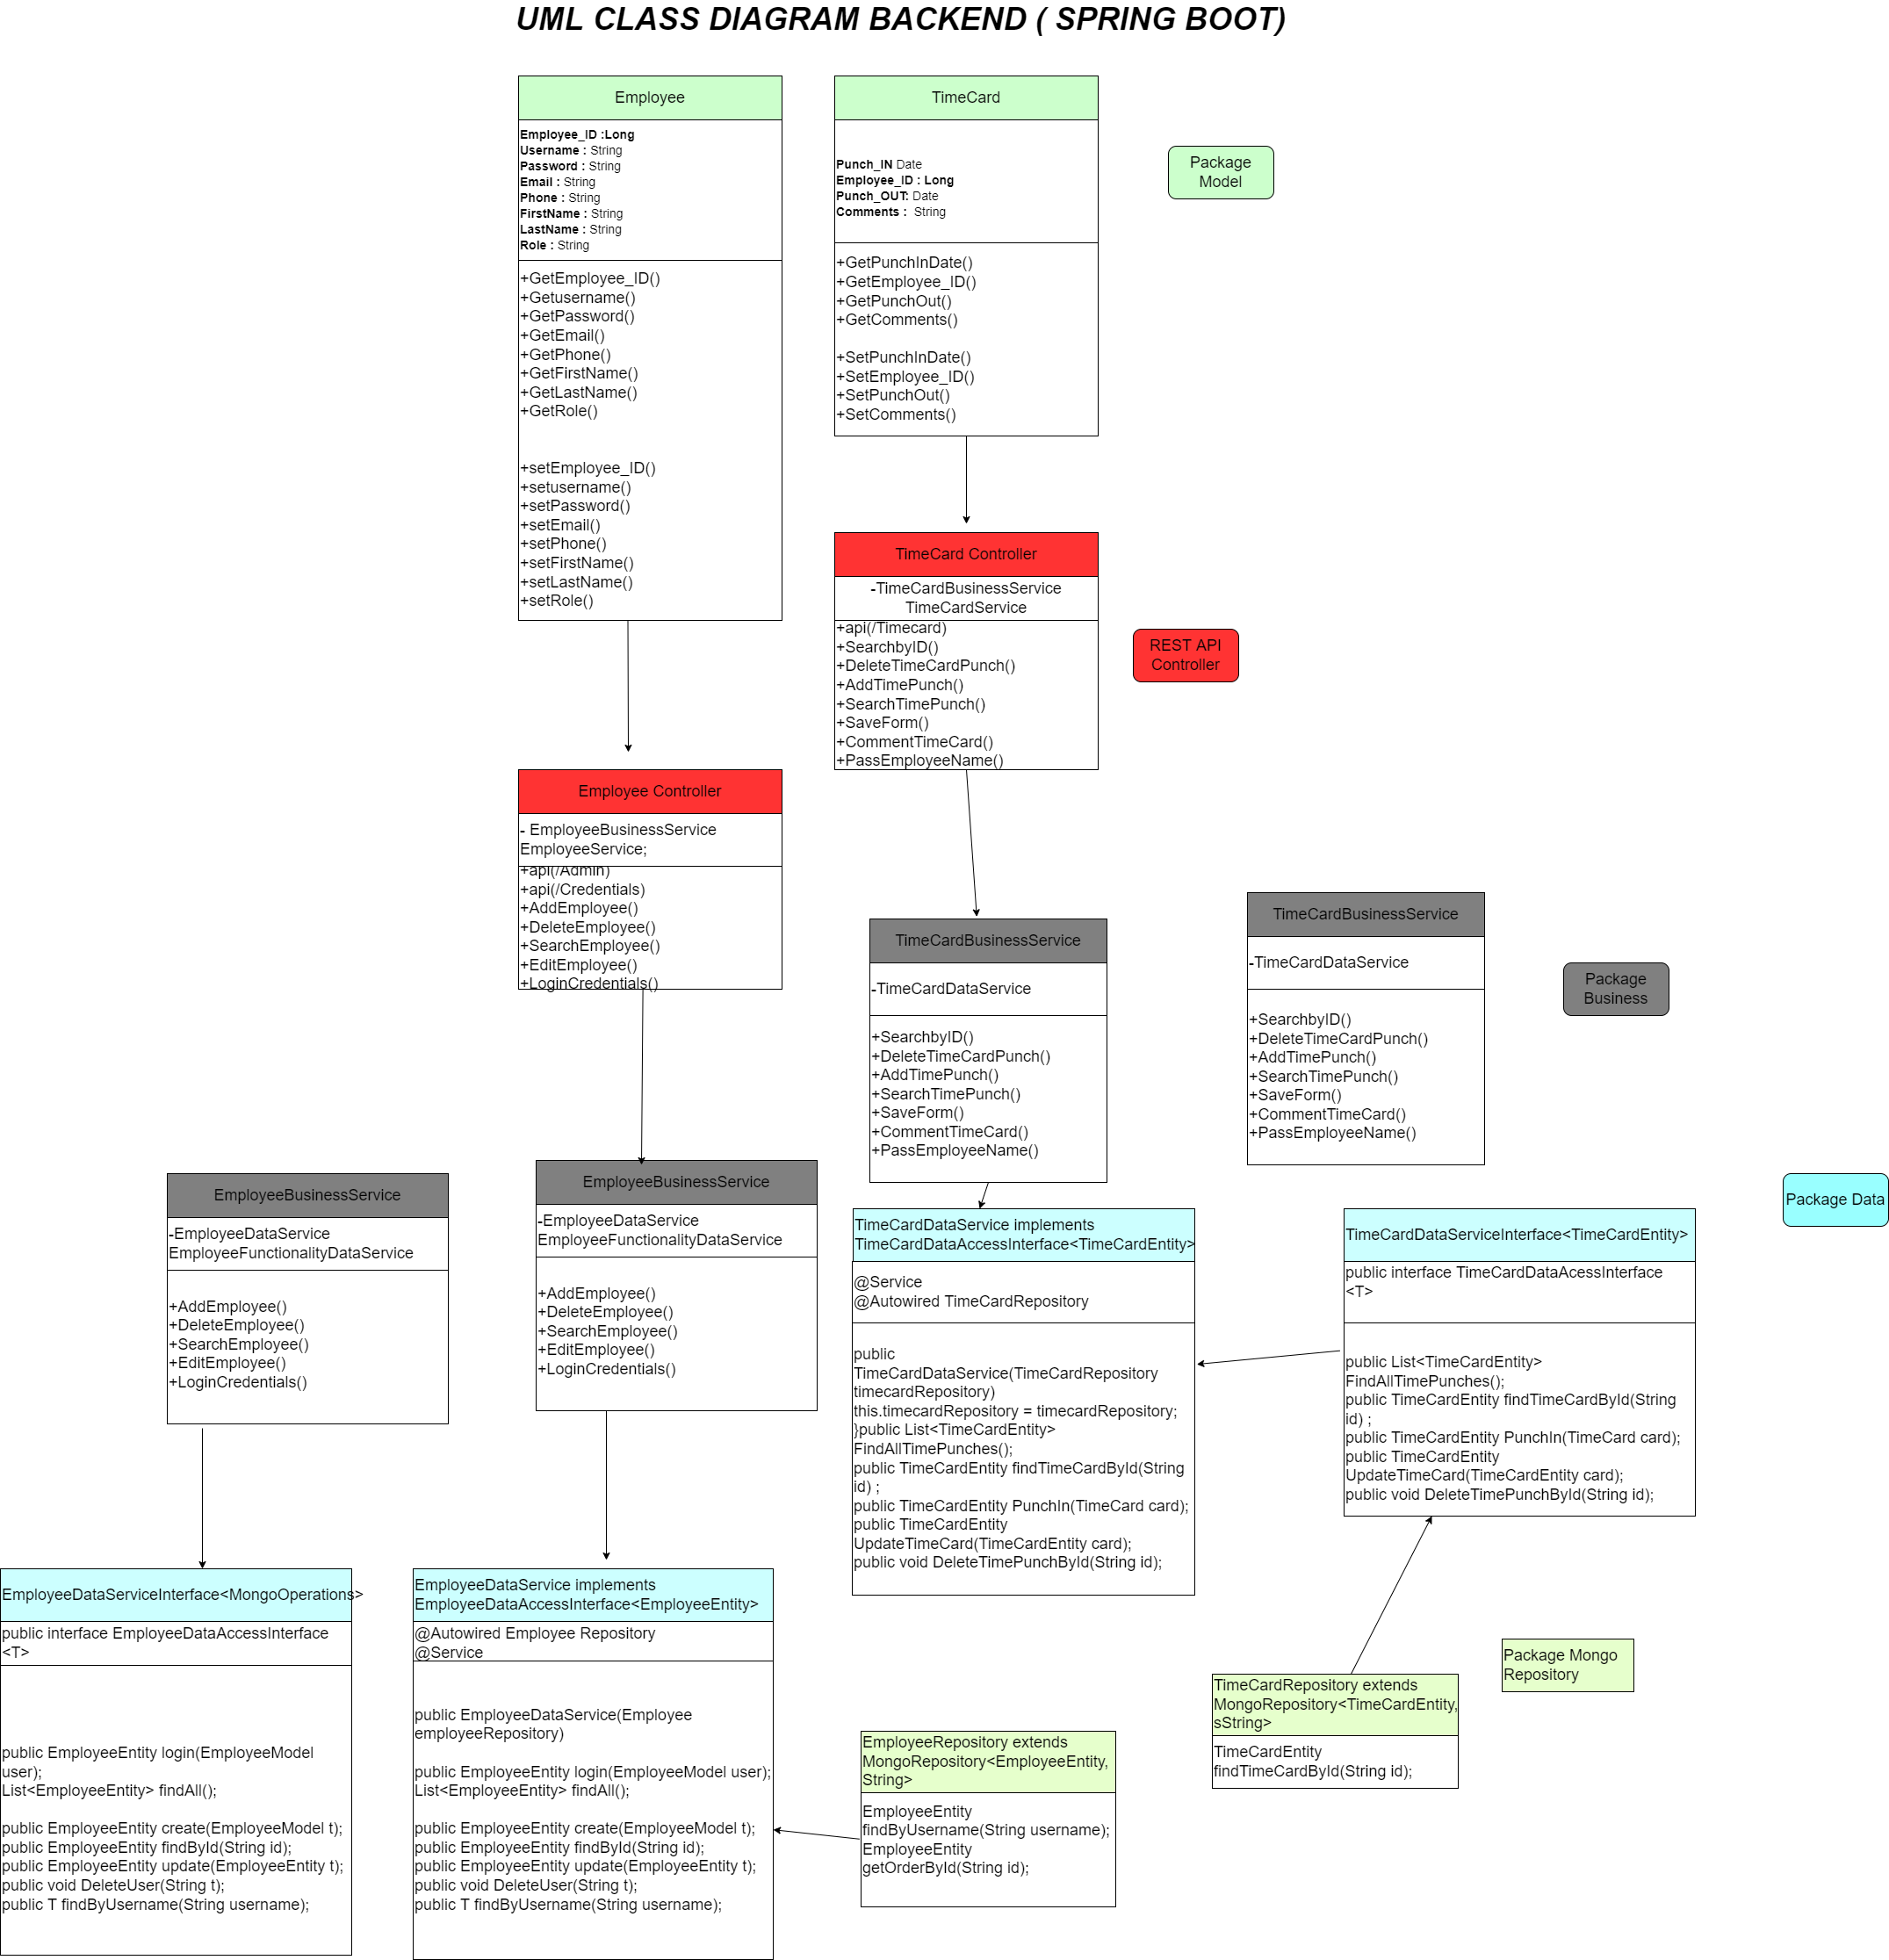 UML CLASS DIAGRAM BACKEND ( SPRING BOOT)
Employee
Employee_ID :Long
Username : String
Password : String
Email : String
Phone : String
FirstName : String
LastName : String
Role : String
+GetEmployee_ID()
+Getusername()
+GetPassword()
+GetEmail()
+GetPhone()
+GetFirstName()
+GetLastName()
+GetRole()
+setEmployee_ID()
+setusername()
+setPassword()
+setEmail()
+setPhone()
+setFirstName()
+setLastName()
+setRole()
TimeCard
Punch_IN Date
Employee_ID : Long
Punch_OUT: Date
Comments :  String
+GetPunchInDate()
+GetEmployee_ID()
+GetPunchOut()
+GetComments()
+SetPunchInDate()
+SetEmployee_ID()
+SetPunchOut()
+SetComments()
Package
Model
TimeCard Controller
-TimeCardBusinessService
TimeCardService
+api(/Timecard)
+SearchbyID()
+DeleteTimeCardPunch()
+AddTimePunch()
+SearchTimePunch()
+SaveForm()
+CommentTimeCard()
+PassEmployeeName()
REST API
Controller
Employee Controller
- EmployeeBusinessService
EmployeeService;
+api(/Admin)
+api(/Credentials)
+AddEmployee()
+DeleteEmployee()
+SearchEmployee()
+EditEmployee()
+LoginCredentials()
TimeCardBusinessService
-TimeCardDataService
+SearchbyID()
+DeleteTimeCardPunch()
+AddTimePunch()
+SearchTimePunch()
+SaveForm()
+CommentTimeCard()
+PassEmployeeName()
TimeCardBusinessService
-TimeCardDataService
+SearchbyID()
+DeleteTimeCardPunch()
+AddTimePunch()
+SearchTimePunch()
+SaveForm()
+CommentTimeCard()
+PassEmployeeName()
Package
Business
EmployeeBusinessService
-EmployeeDataService
EmployeeFunctionalityDataService
+AddEmployee()
+DeleteEmployee()
+SearchEmployee()
+EditEmployee()
+LoginCredentials()
EmployeeBusinessService
-EmployeeDataService
EmployeeFunctionalityDataService
+AddEmployee()
+DeleteEmployee()
+SearchEmployee()
+EditEmployee()
+LoginCredentials()
TimeCardDataService implements
TimeCardDataAccessInterface<TimeCardEntity>
@Service
@Autowired TimeCardRepository
public
TimeCardDataService(TimeCardRepository
timecardRepository)
this.timecardRepository = timecardRepository;
}public List<TimeCardEntity>
FindAllTimePunches();
public TimeCardEntity findTimeCardById(String
id) ;
public TimeCardEntity PunchIn(TimeCard card);
public TimeCardEntity
UpdateTimeCard(TimeCardEntity card);
public void DeleteTimePunchById(String id);
TimeCardDataServiceInterface<TimeCardEntity>
public interface TimeCardDataAcessInterface
<T>
public List<TimeCardEntity>
FindAllTimePunches();
public TimeCardEntity findTimeCardById(String
id) ;
public TimeCardEntity PunchIn(TimeCard card);
public TimeCardEntity
UpdateTimeCard(TimeCardEntity card);
public void DeleteTimePunchById(String id);
Package Data
EmployeeDataServiceInterface<MongoOperations>
public interface EmployeeDataAccessInterface
<T>
public EmployeeEntity login(EmployeeModel
user);
List<EmployeeEntity> findAll();
public EmployeeEntity create(EmployeeModel t);
public EmployeeEntity findById(String id);
public EmployeeEntity update(EmployeeEntity t);
public void DeleteUser(String t);
public T findByUsername(String username);
EmployeeDataService implements
EmployeeDataAccessInterface<EmployeeEntity>
@Autowired Employee Repository
@Service
public EmployeeDataService(Employee
employeeRepository)
public EmployeeEntity login(EmployeeModel user);
List<EmployeeEntity> findAll();
public EmployeeEntity create(EmployeeModel t);
public EmployeeEntity findById(String id);
public EmployeeEntity update(EmployeeEntity t);
public void DeleteUser(String t);
public T findByUsername(String username);
EmployeeRepository extends
MongoRepository<EmployeeEntity,
String>
EmployeeEntity
findByUsername(String username);
EmployeeEntity
getOrderById(String id);
TimeCardRepository extends
MongoRepository<TimeCardEntity,
sString>
TimeCardEntity
findTimeCardById(String id);
Package Mongo
Repository